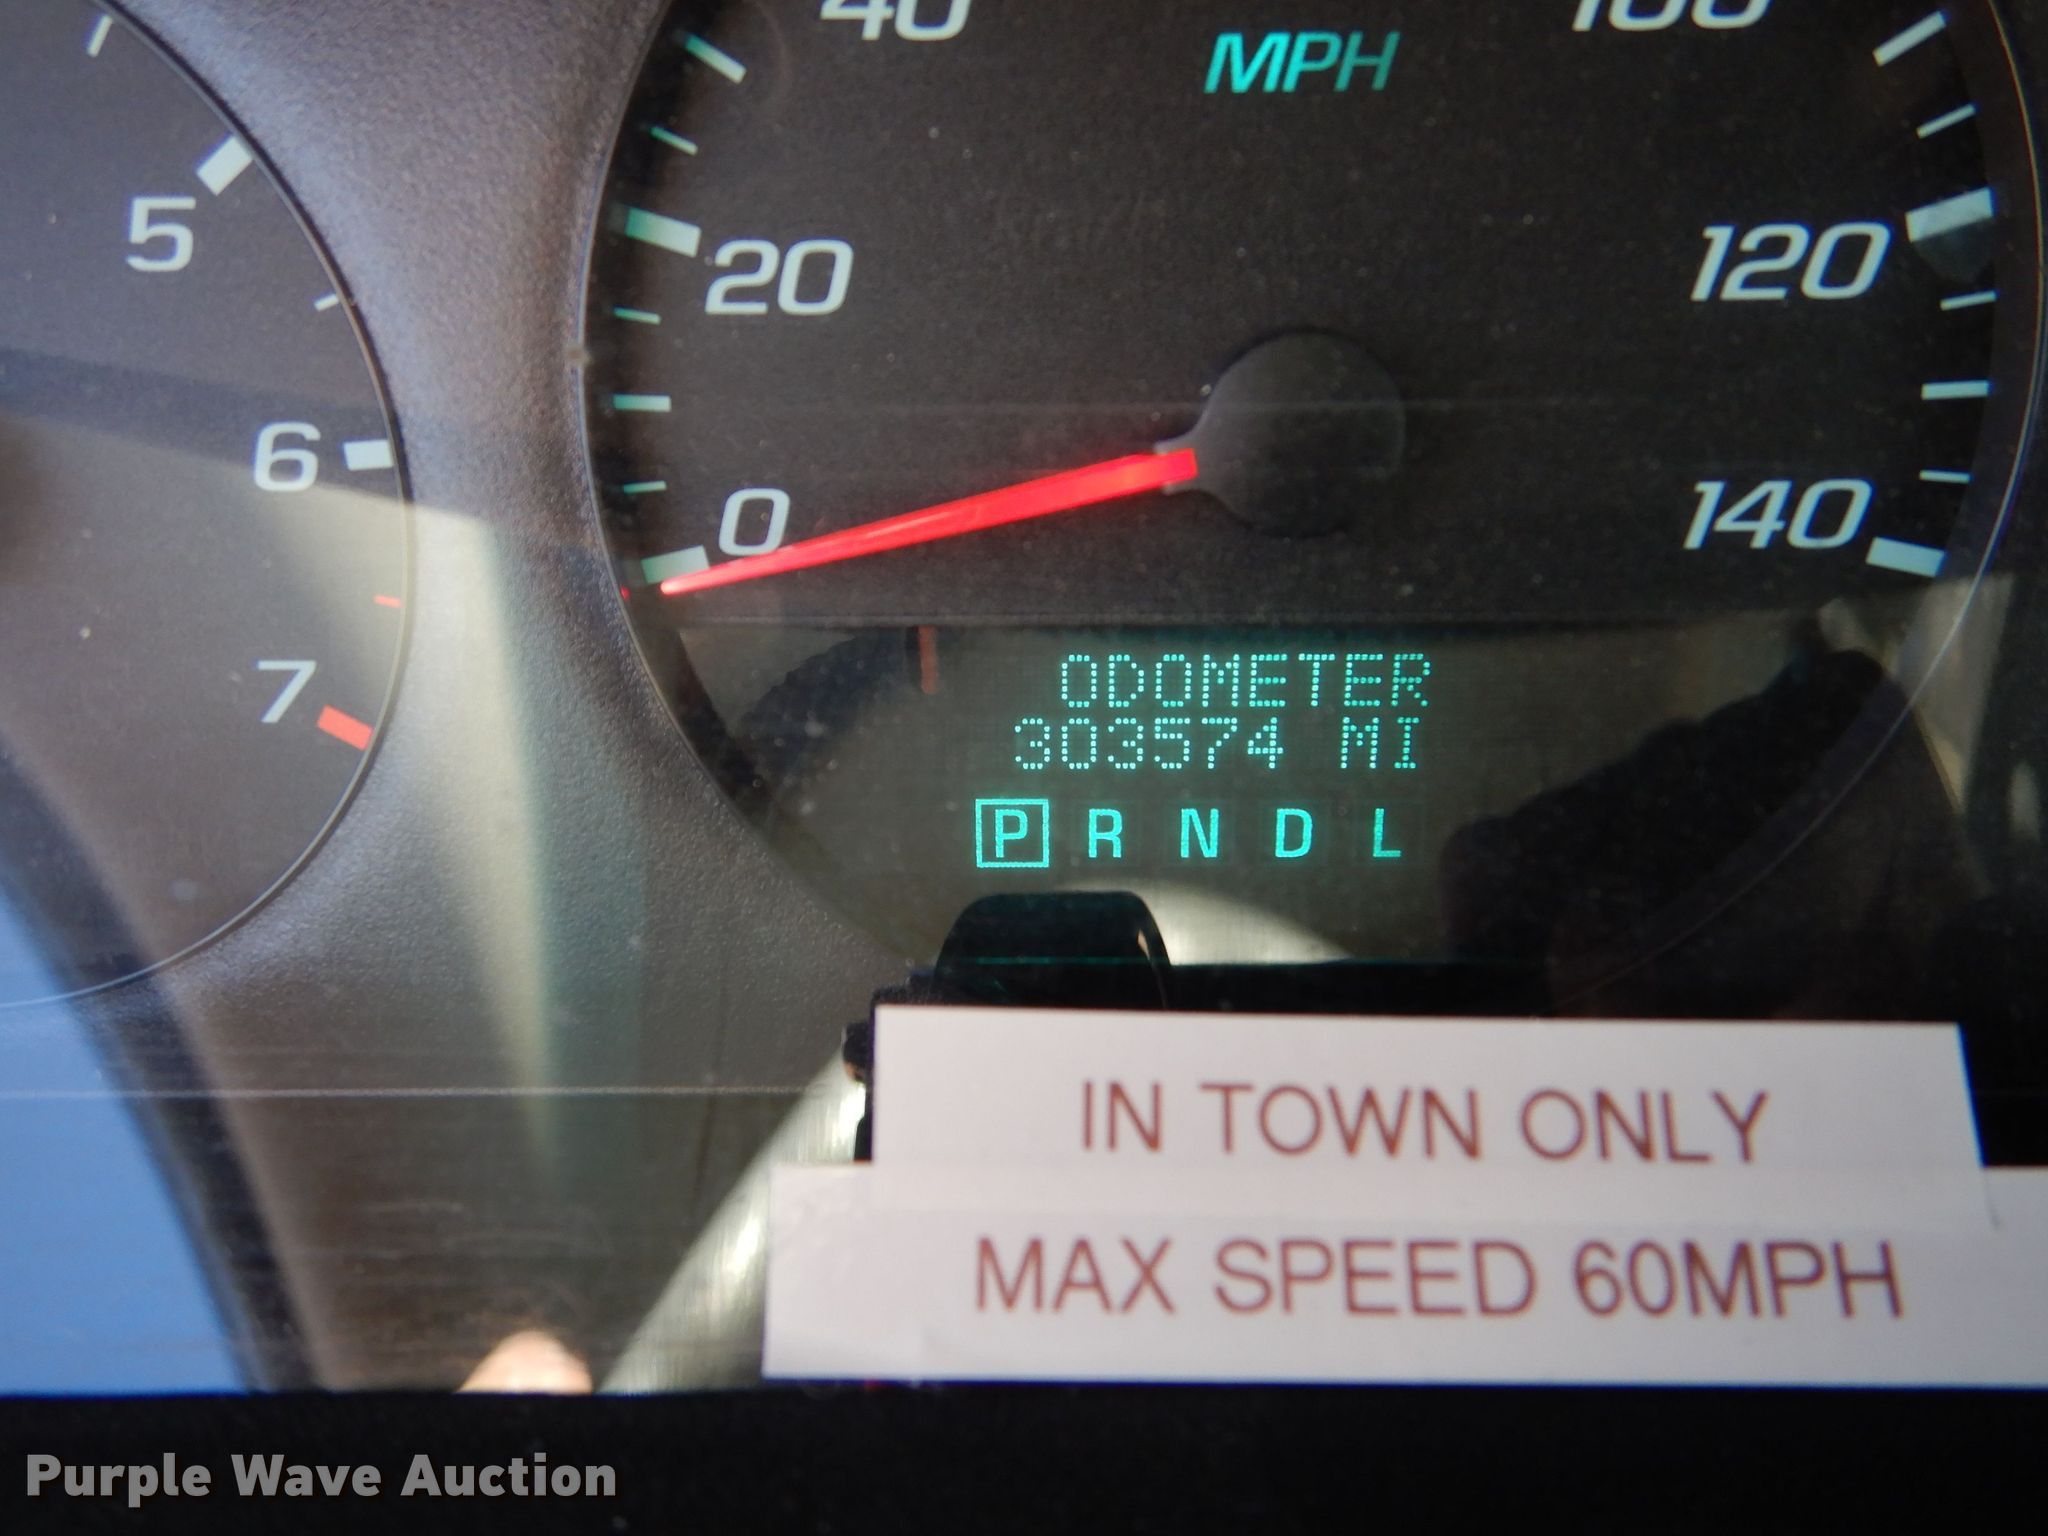 40
100
MPH
5
20
120
6
0
140
7
ODOMETER
303574 MI
P R N D L
IN TOWN ONLY
MAX SPEED 60MPH
Purple Wave Auction